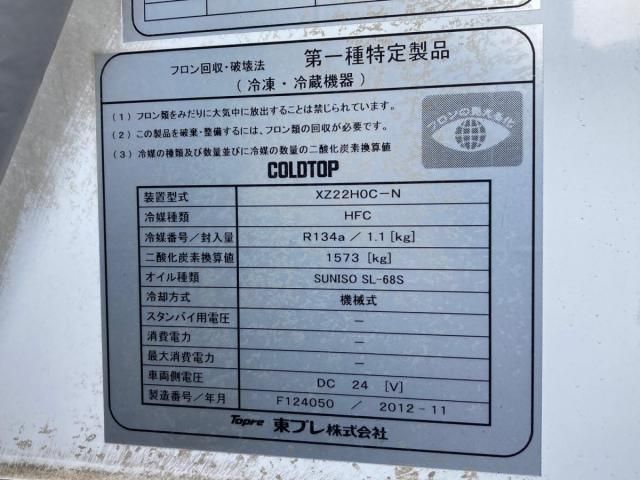 フロン回収・破壊法 第一種特定製品
(冷凍・冷蔵機器)
(1) フロン類をみだりに大気中に放出することは禁じられています。
(2) この製品を破棄・整備するには、フロン類の回収が必要です。
(3) 冷媒の種類及び数量並びに冷媒の数量の二酸化炭素換算値
フロンの見える化
COLDTOP
装置型式 XZ22H0C-N
冷媒種類 HFC
冷媒番号/封入量 R134a / 1.1 [kg]
二酸化炭素換算値 1573 [kg]
オイル種類 SUNISO SL-68S
冷却方式 機械式
スタンバイ用電圧 —
消費電力 —
最大消費電力 —
車両側電圧 DC 24 [V]
製造番号/年月 F124050 / 2012-11
Topre 東プレ株式会社